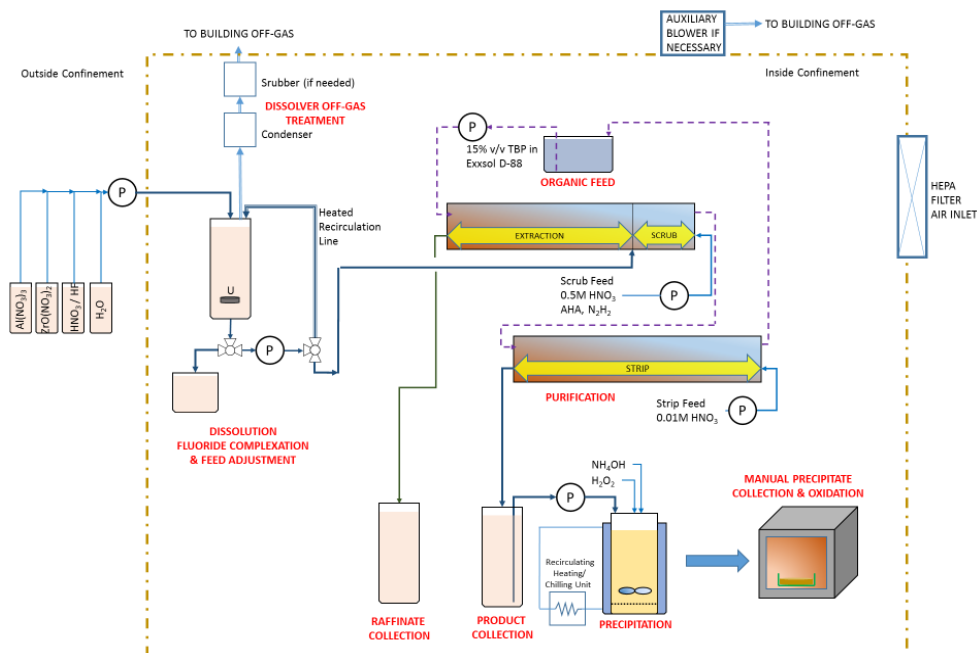 TO BUILDING OFF-GAS
AUXILIARY
BLOWER IF
NECESSARY
TO BUILDING OFF-GAS
Outside Confinement
Inside Confinement
Srubber (if needed)
DISSOLVER OFF-GAS
TREATMENT
Condenser
P
15% v/v TBP in
Exxsol D-88
ORGANIC FEED
HEPA
FILTER
AIR INLET
P
Heated
Recirculation
Line
EXTRACTION
SCRUB
Al(NO3)3
ZrO(NO3)2
HNO3 / HF
H2O
U
Scrub Feed
0.5M HNO3
AHA, N2H2
P
P
STRIP
PURIFICATION
Strip Feed
0.01M HNO3
P
DISSOLUTION
FLUORIDE COMPLEXATION
& FEED ADJUSTMENT
NH4OH
H2O2
P
MANUAL PRECIPITATE
COLLECTION & OXIDATION
Recirculating
Heating/
Chilling Unit
RAFFINATE
COLLECTION
PRODUCT
COLLECTION
PRECIPITATION